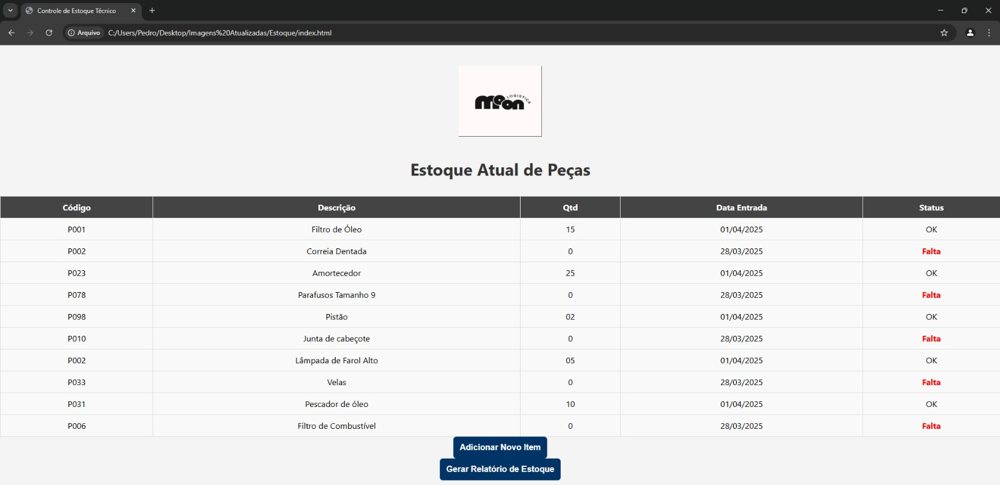 Controle de Estoque Técnico
Arquivo C:/Users/Pedro/Desktop/Imagens%20Atualizadas/Estoque/index.html
LOGISTICA
moon
Estoque Atual de Peças
Código Descrição Qtd Data Entrada Status
P001 Filtro de Óleo 15 01/04/2025 OK
P002 Correia Dentada 0 28/03/2025 Falta
P023 Amortecedor 25 01/04/2025 OK
P078 Parafusos Tamanho 9 0 28/03/2025 Falta
P098 Pistão 02 01/04/2025 OK
P010 Junta de cabeçote 0 28/03/2025 Falta
P002 Lâmpada de Farol Alto 05 01/04/2025 OK
P033 Velas 0 28/03/2025 Falta
P031 Pescador de óleo 10 01/04/2025 OK
P006 Filtro de Combustível 0 28/03/2025 Falta
Adicionar Novo Item
Gerar Relatório de Estoque